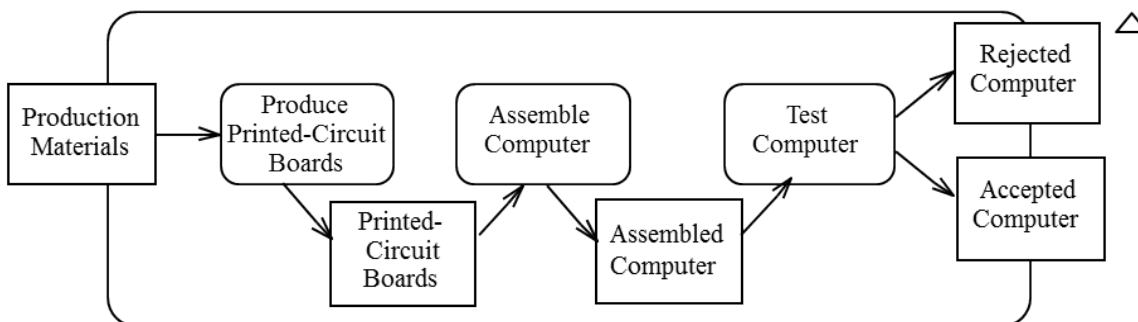 Production
Materials
Produce
Printed-Circuit
Boards
Printed-
Circuit
Boards
Assemble
Computer
Assembled
Computer
Test
Computer
Rejected
Computer
Accepted
Computer